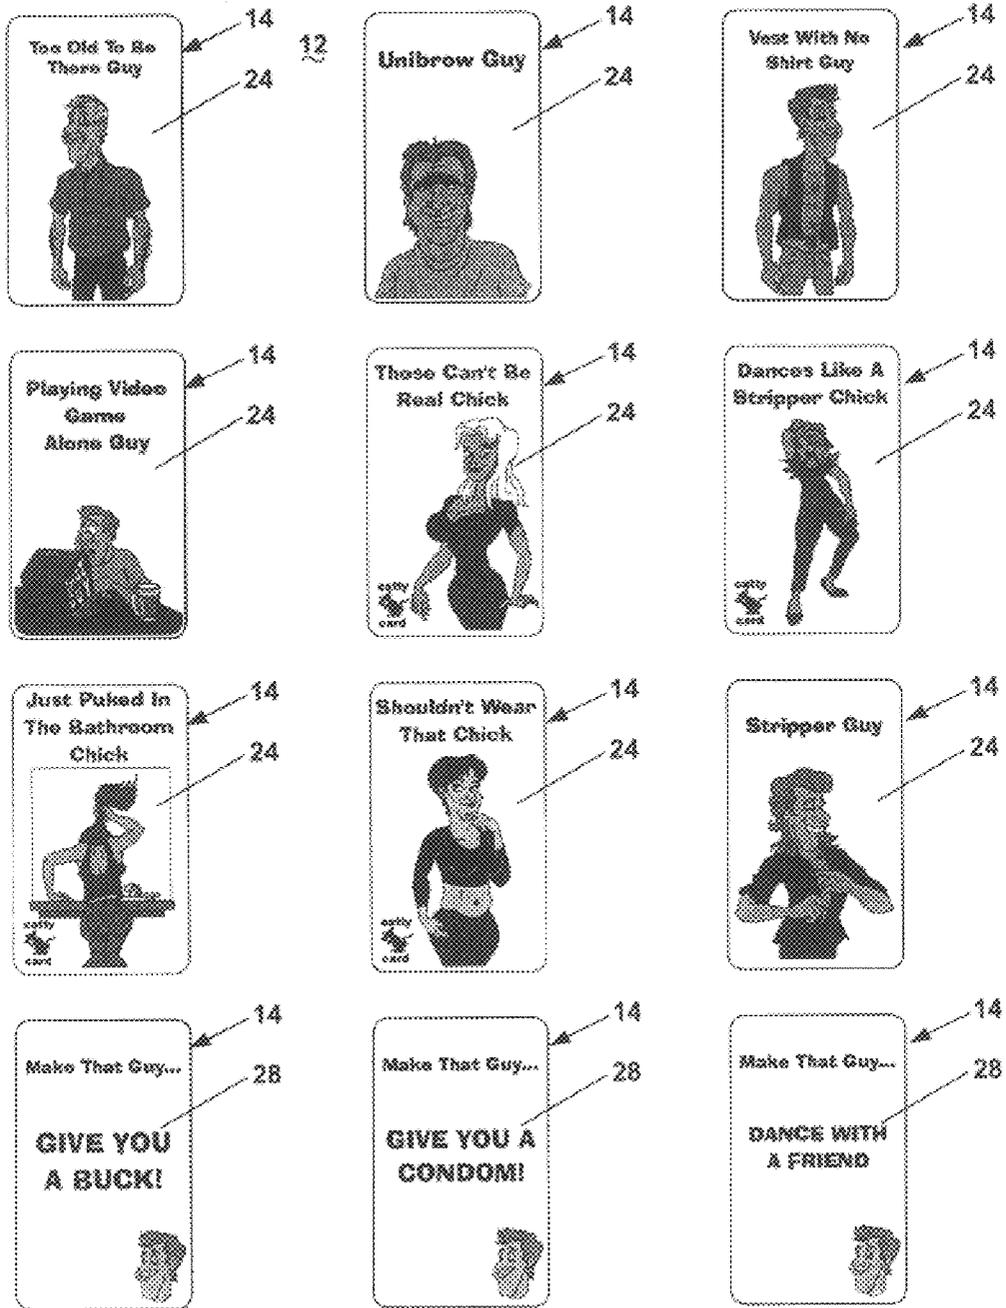 14
12
Too Old To Be
There Guy
24
14
Unibrow Guy
24
14
Vest With No
Shirt Guy
24
14
Playing Video
Game
Alone Guy
24
14
Those Can't Be
Real Chick
24
catty
card
14
Dances Like A
Stripper Chick
24
catty
card
14
Just Puked In
The Bathroom
Chick
24
catty
card
14
Shouldn't Wear
That Chick
24
catty
card
14
Stripper Guy
24
14
Make That Guy...
28
GIVE YOU
A BUCK!
14
Make That Guy...
28
GIVE YOU A
CONDOM!
14
Make That Guy...
28
DANCE WITH
A FRIEND